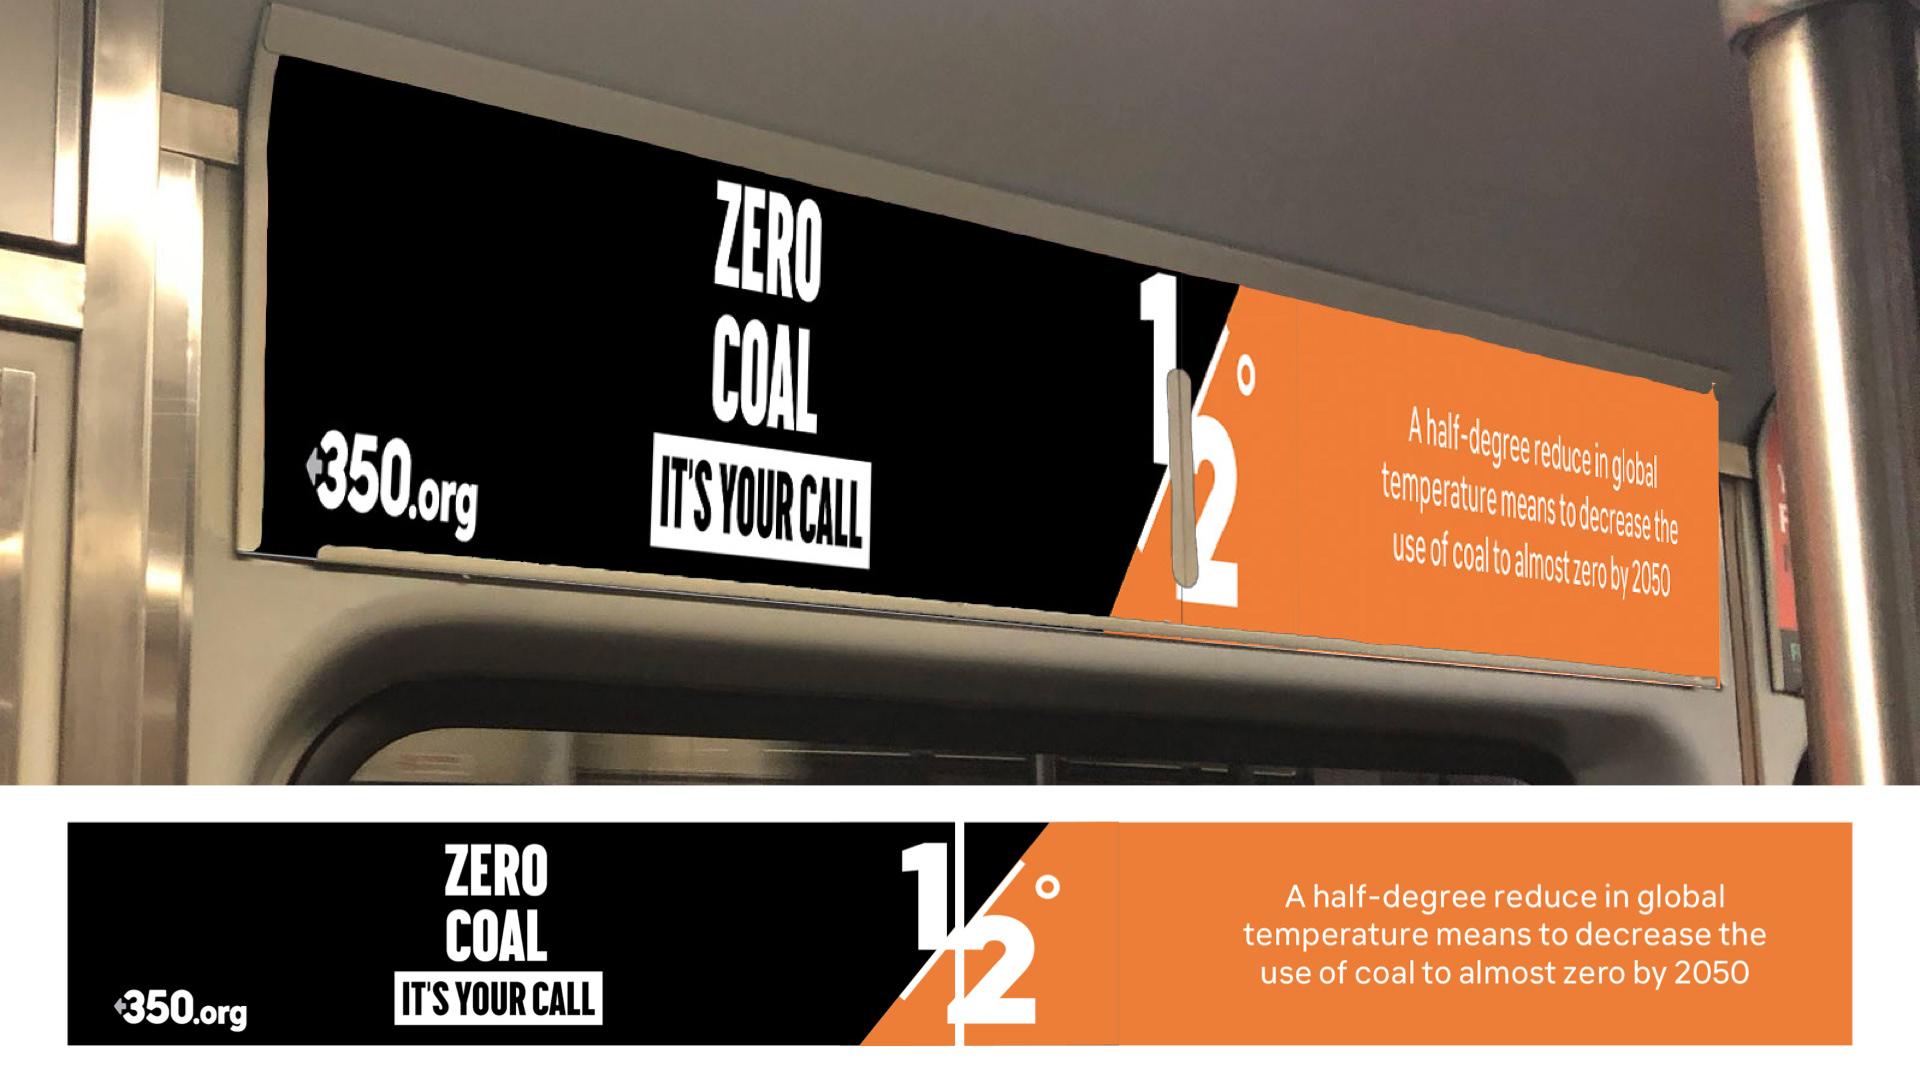 ZERO
COAL
IT'S YOUR CALL
350.org
1/2°
A half-degree reduce in global
temperature means to decrease the
use of coal to almost zero by 2050
ZERO
COAL
IT'S YOUR CALL
350.org
1/2°
A half-degree reduce in global
temperature means to decrease the
use of coal to almost zero by 2050